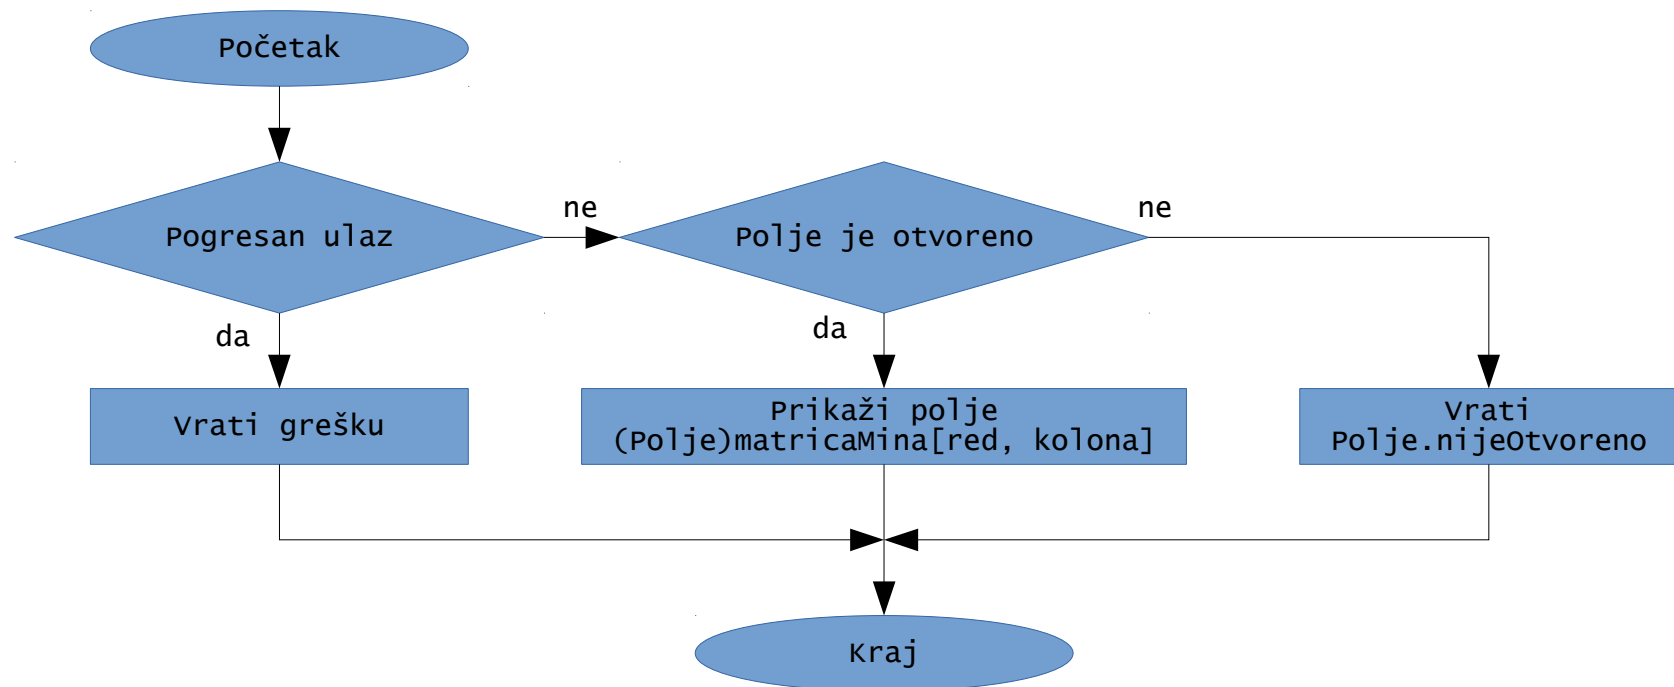 Početak
Pogresan ulaz
ne
Polje je otvoreno
ne
da
da
Vrati grešku
Prikaži polje
(Polje)matricaMina[red, kolona]
Vrati
Polje.nijeOtvoreno
Kraj